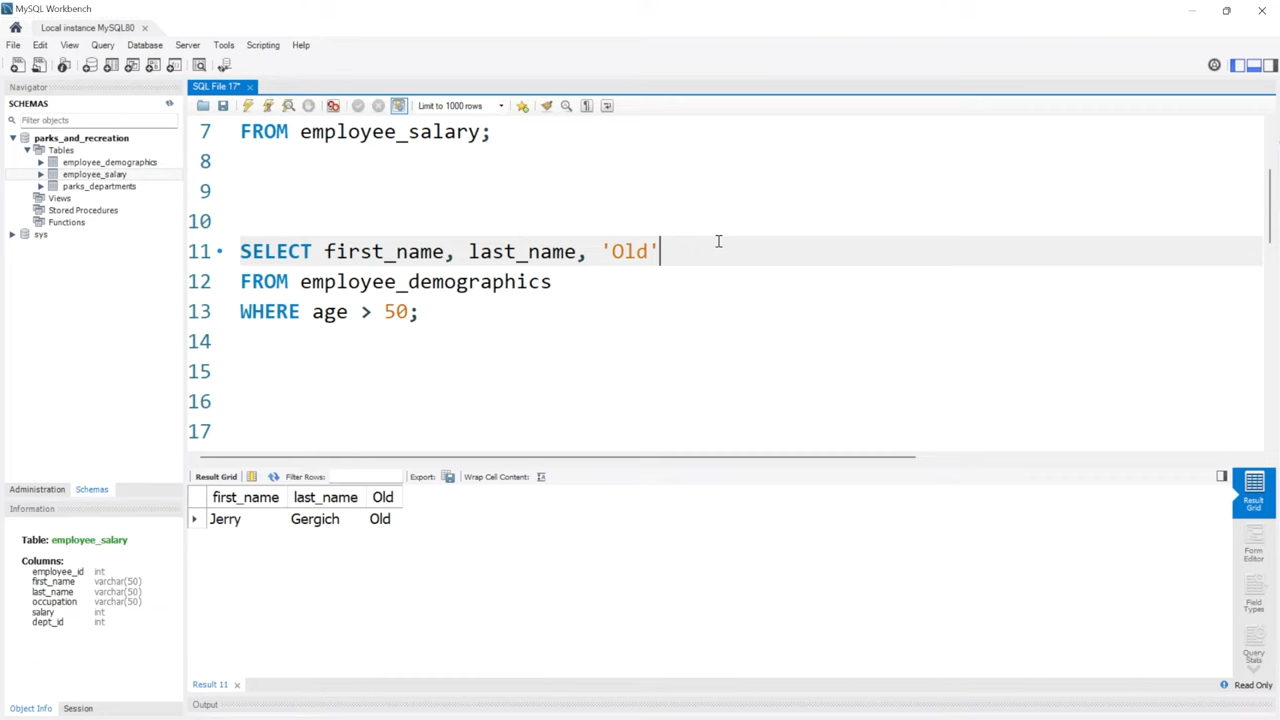 MySQL Workbench
Local instance MySQL80
File Edit View Query Database Server Tools Scripting Help
Navigator
SCHEMAS
Filter objects
parks_and_recreation
Tables
employee_demographics
employee_salary
parks_departments
Views
Stored Procedures
Functions
sys
Administration Schemas
Information
Table: employee_salary
Columns:
employee_id int
first_name varchar(50)
last_name varchar(50)
occupation varchar(50)
salary int
dept_id int
Object Info Session
SQL File 17*
Limit to 1000 rows
7 FROM employee_salary;
8
9
10
11 SELECT first_name, last_name, 'Old'
12 FROM employee_demographics
13 WHERE age > 50;
14
15
16
17
Result Grid Filter Rows: Export: Wrap Cell Content:
first_name last_name Old
Jerry Gergich Old
Result Grid
Form Editor
Field Types
Query Stats
Result 11
Read Only
Output